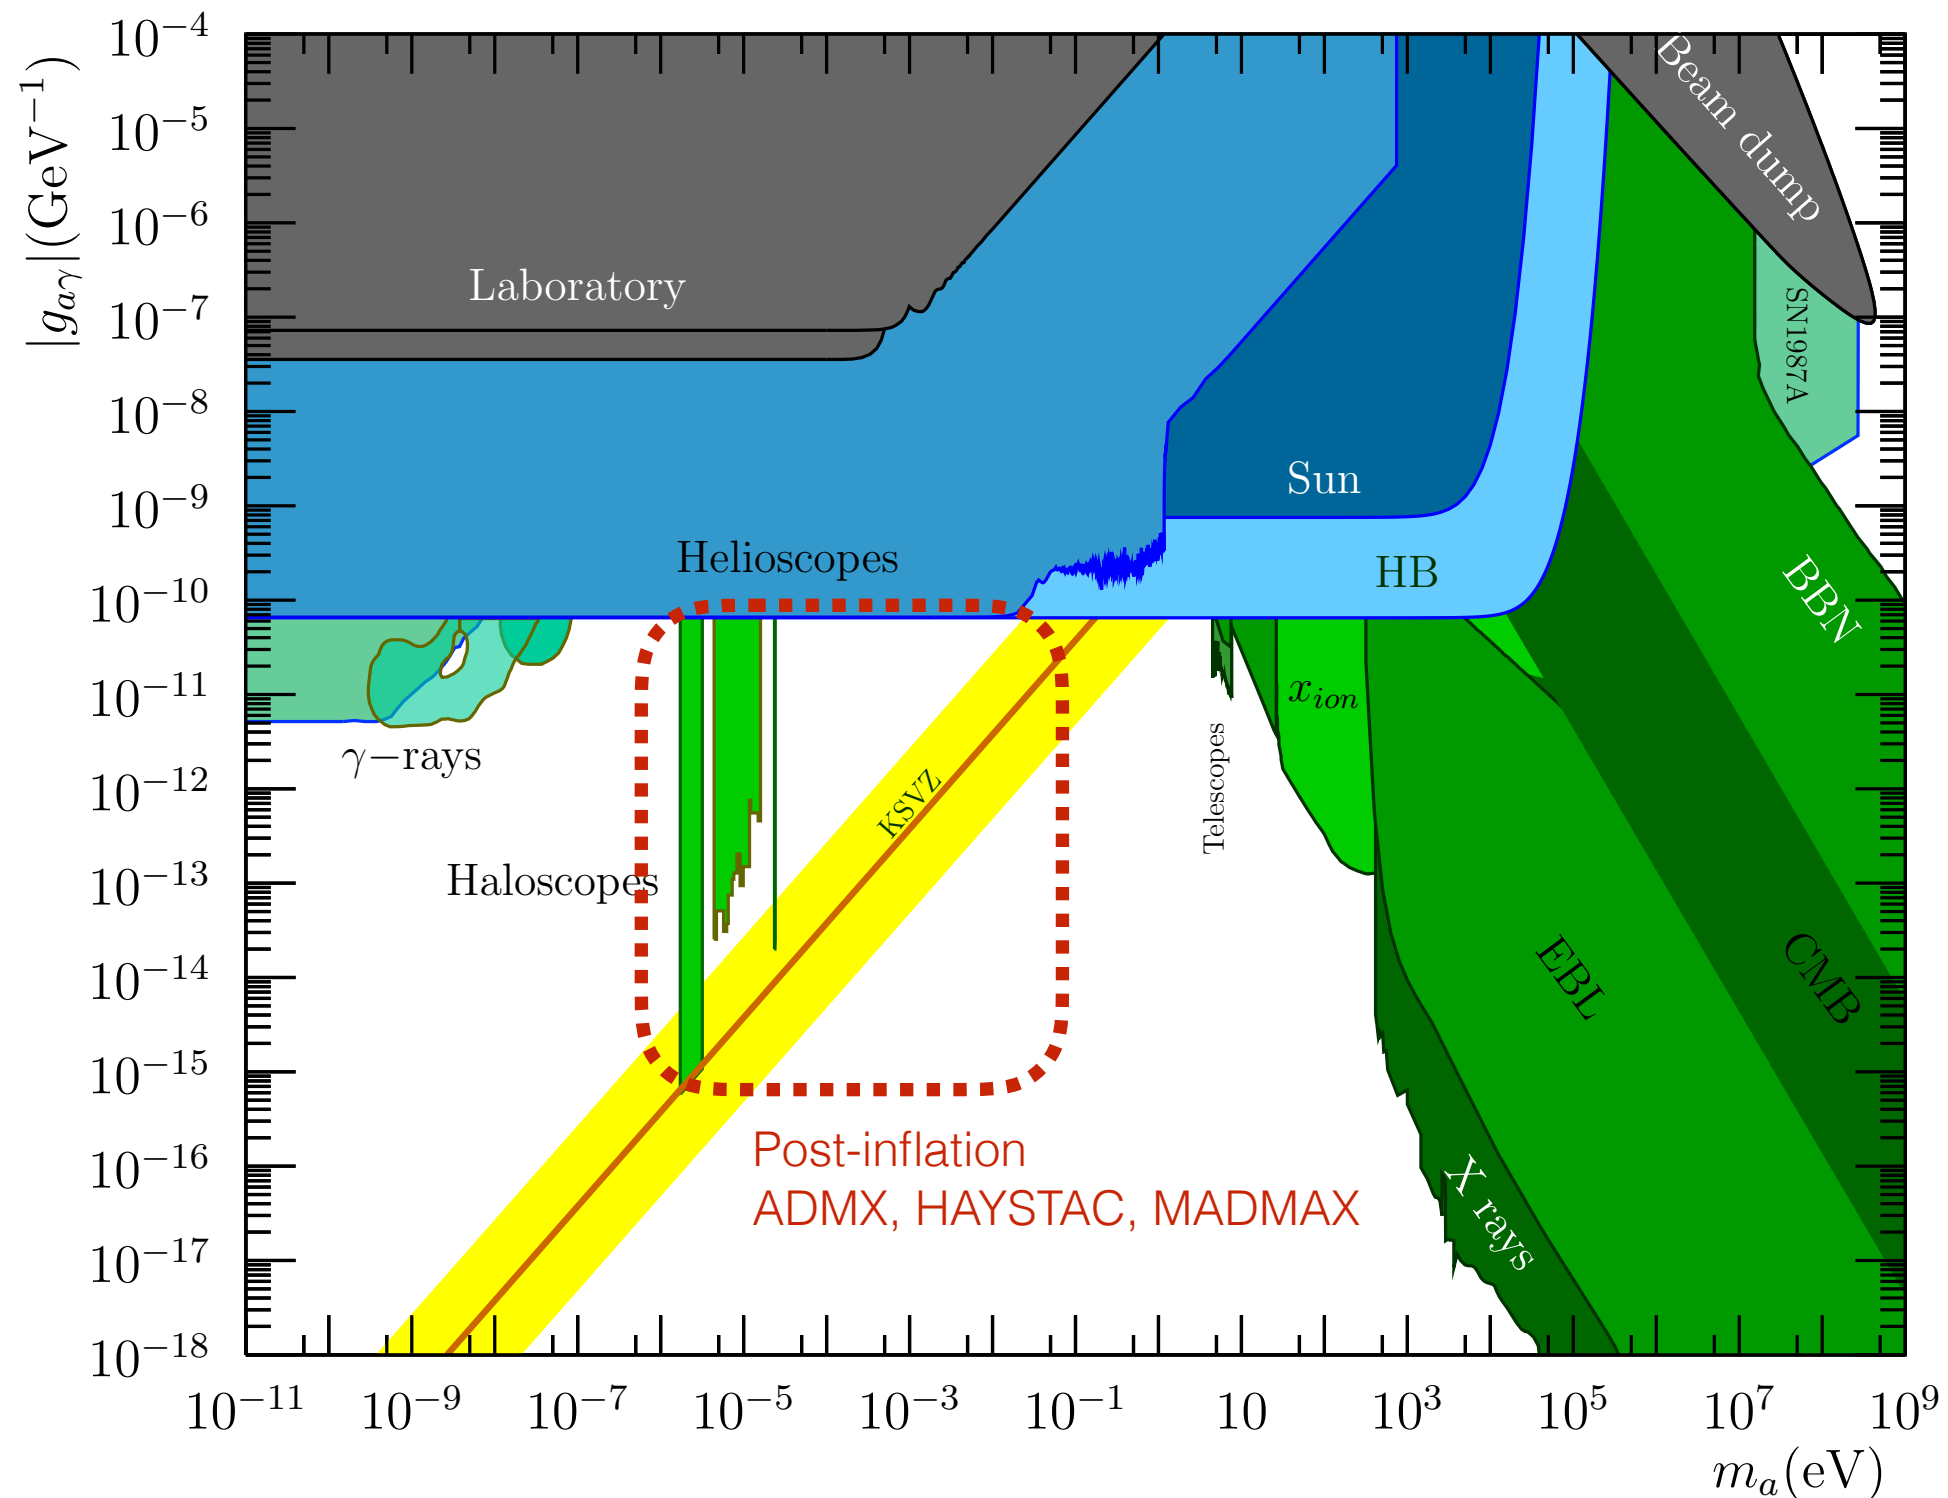 |g_{aγ}|(GeV^{−1})
10^{−4}
10^{−5}
10^{−6}
10^{−7}
10^{−8}
10^{−9}
10^{−10}
10^{−11}
10^{−12}
10^{−13}
10^{−14}
10^{−15}
10^{−16}
10^{−17}
10^{−18}
Beam dump
Laboratory
SN1987A
Sun
Helioscopes
HB
BBN
x_{ion}
γ−rays
Telescopes
KSVZ
Haloscopes
EBL
CMB
Post-inflation
ADMX, HAYSTAC, MADMAX
X rays
10^{−11} 10^{−9} 10^{−7} 10^{−5} 10^{−3} 10^{−1} 10 10^{3} 10^{5} 10^{7} 10^{9}
m_a(eV)